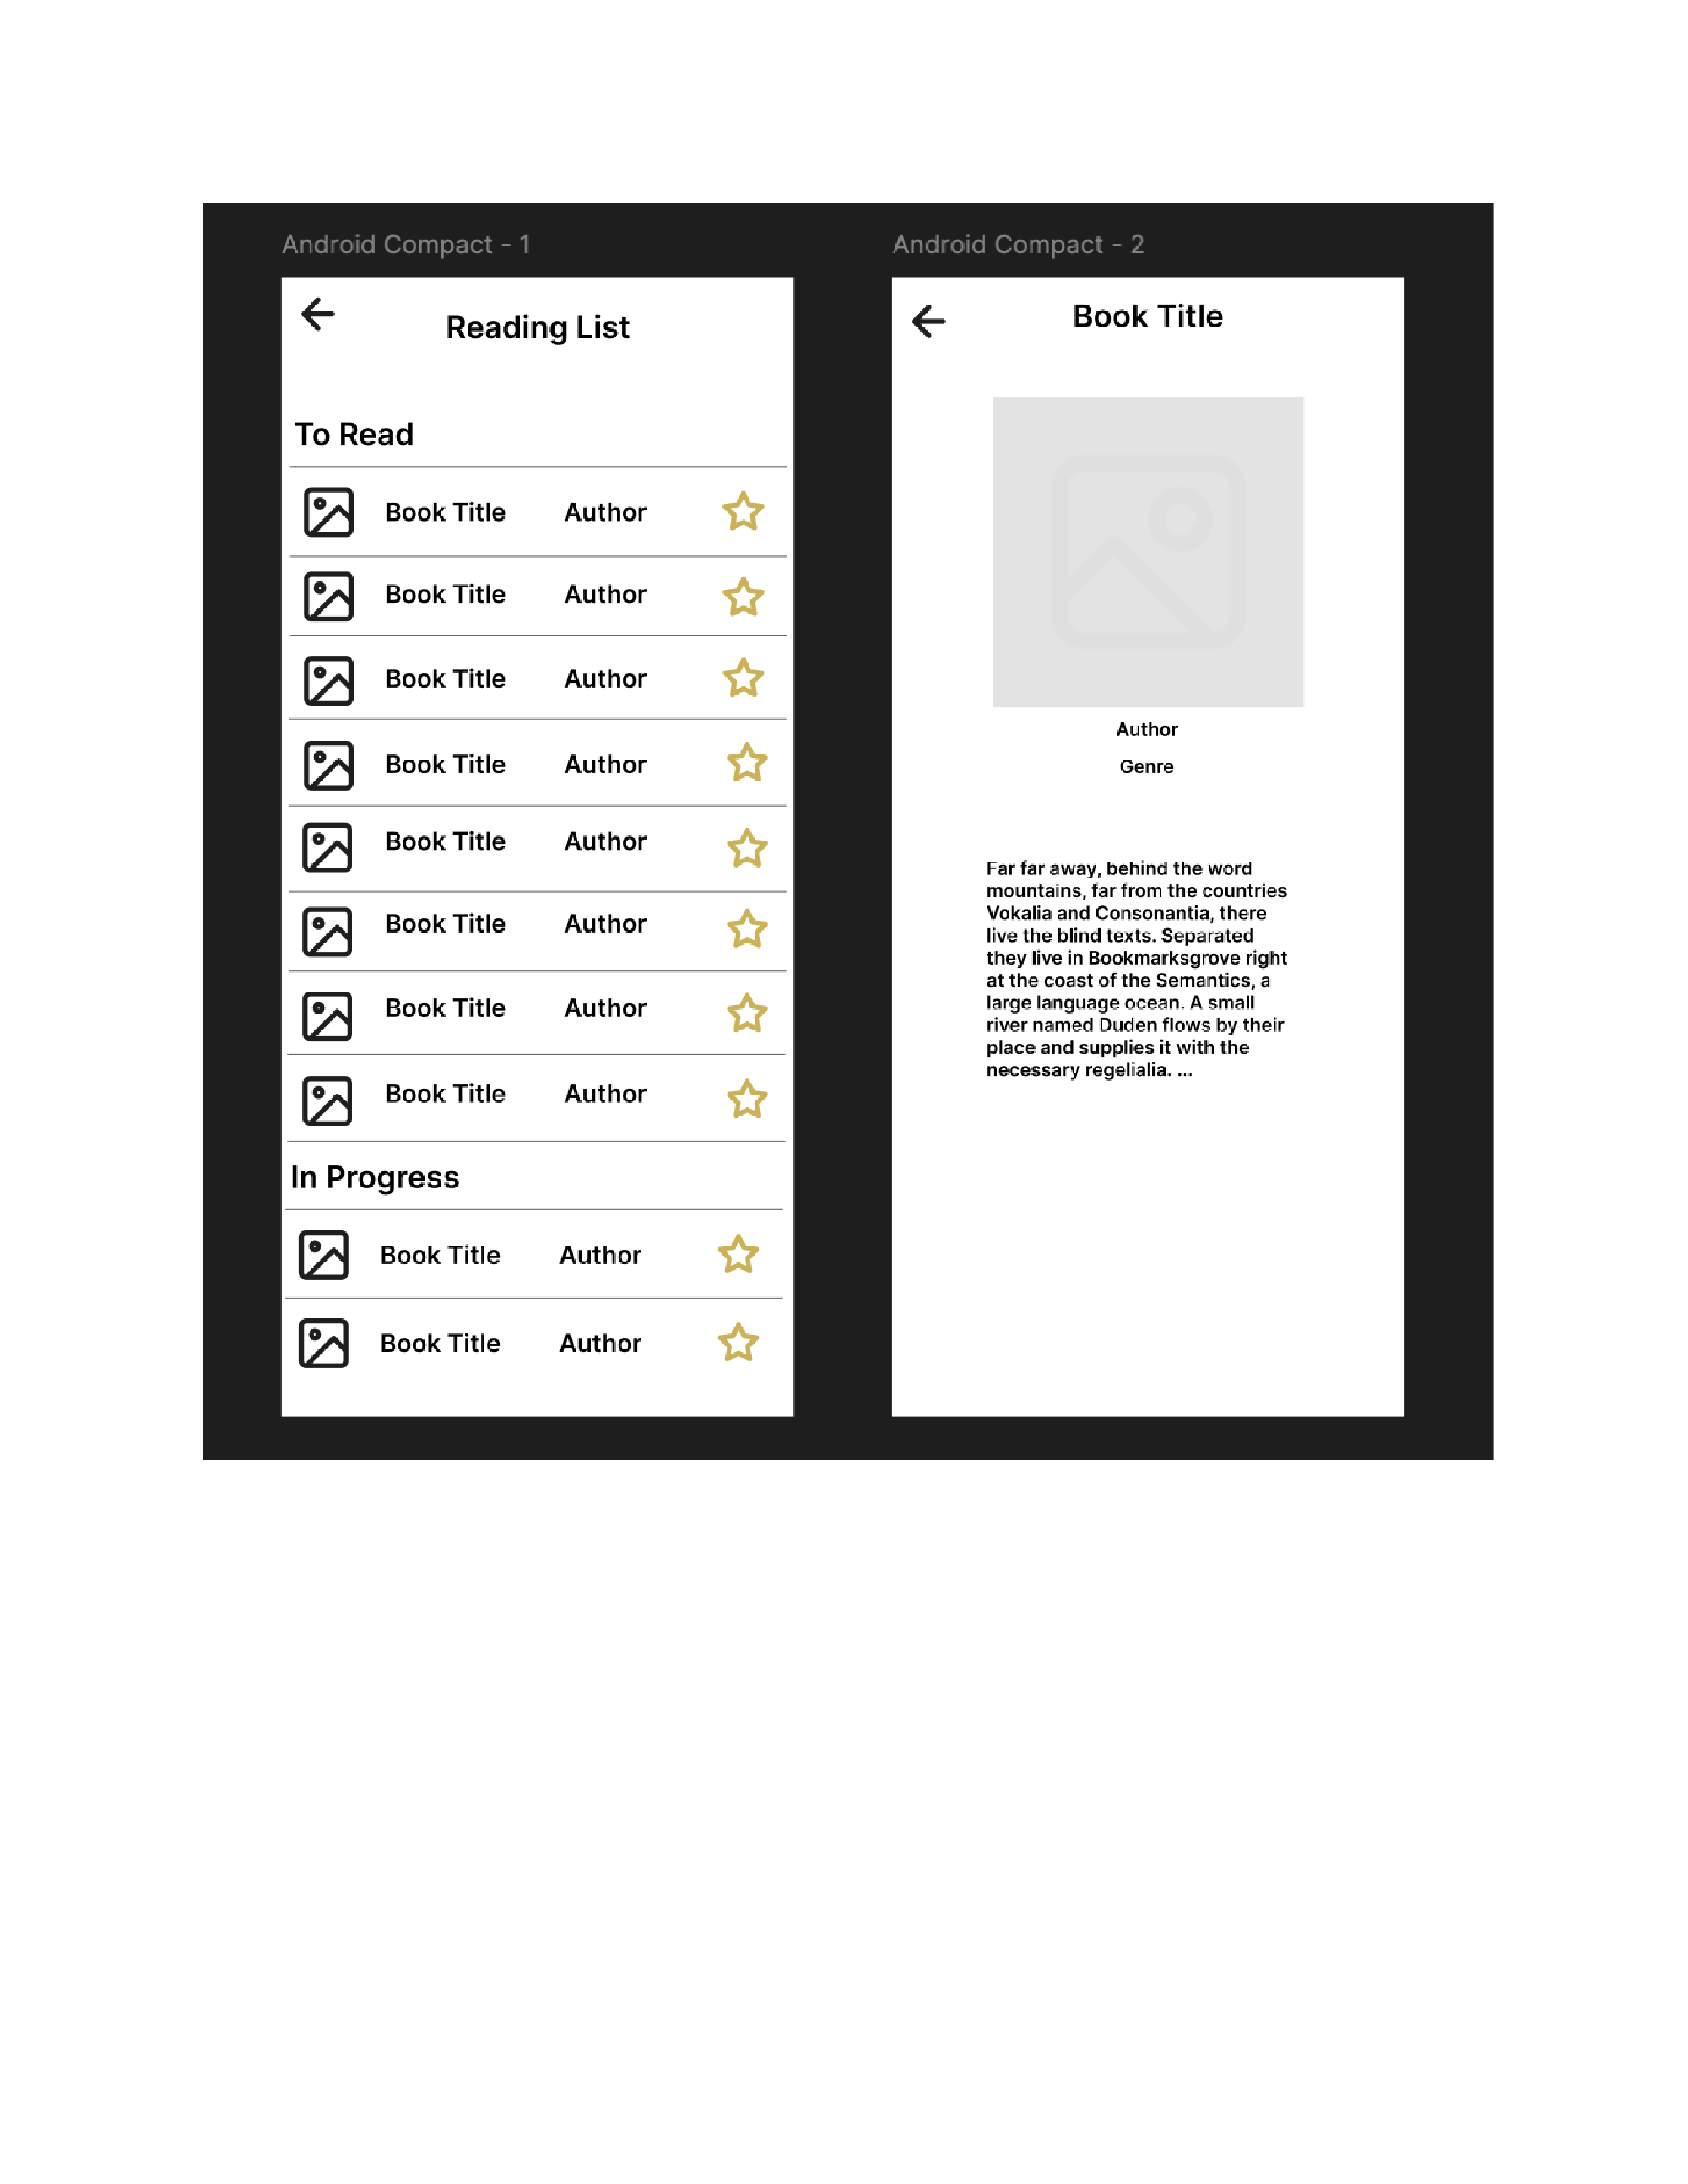 Android Compact - 1
Reading List
To Read
Book Title Author
Book Title Author
Book Title Author
Book Title Author
Book Title Author
Book Title Author
Book Title Author
Book Title Author
In Progress
Book Title Author
Book Title Author
Android Compact - 2
Book Title
Author
Genre
Far far away, behind the word
mountains, far from the countries
Vokalia and Consonantia, there
live the blind texts. Separated
they live in Bookmarksgrove right
at the coast of the Semantics, a
large language ocean. A small
river named Duden flows by their
place and supplies it with the
necessary regelialia. ...